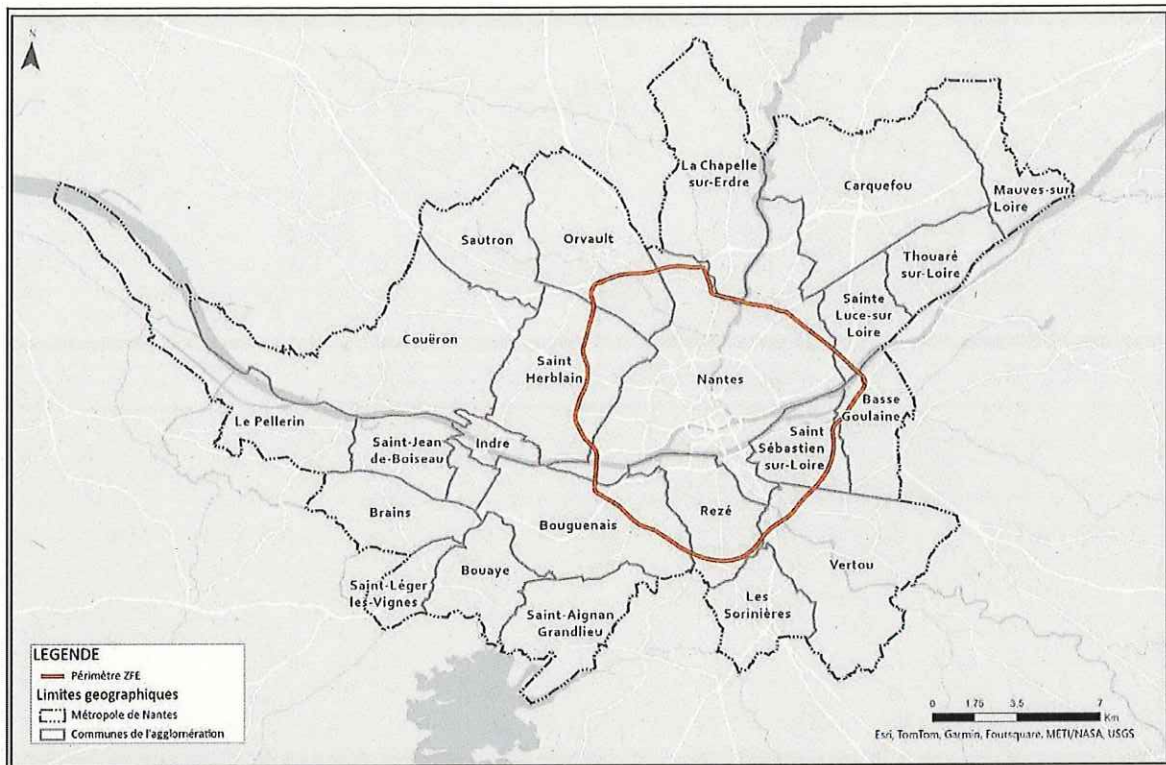 N
La Chapelle
sur-Erdre
Carquefou
Mauves-sur
Loire
Sautron
Orvault
Thouaré
sur-Loire
Sainte
Luce-sur
Loire
Couëron
Saint
Herblain
Nantes
Basse
Goulaine
Le Pellerin
Saint-Jean
de-Boiseau
Indre
Saint
Sébastien
sur-Loire
Brains
Bouguenais
Rezé
Vertou
Saint-Léger
les-Vignes
Bouaye
Saint-Aignan
Grandlieu
Les
Sorinières
LEGENDE
Périmètre ZFE
Limites geographiques
Métropole de Nantes
Communes de l'agglomération
0 1.75 3.5 7
Km
Esri, TomTom, Garmin, Foursquare, METI/NASA, USGS